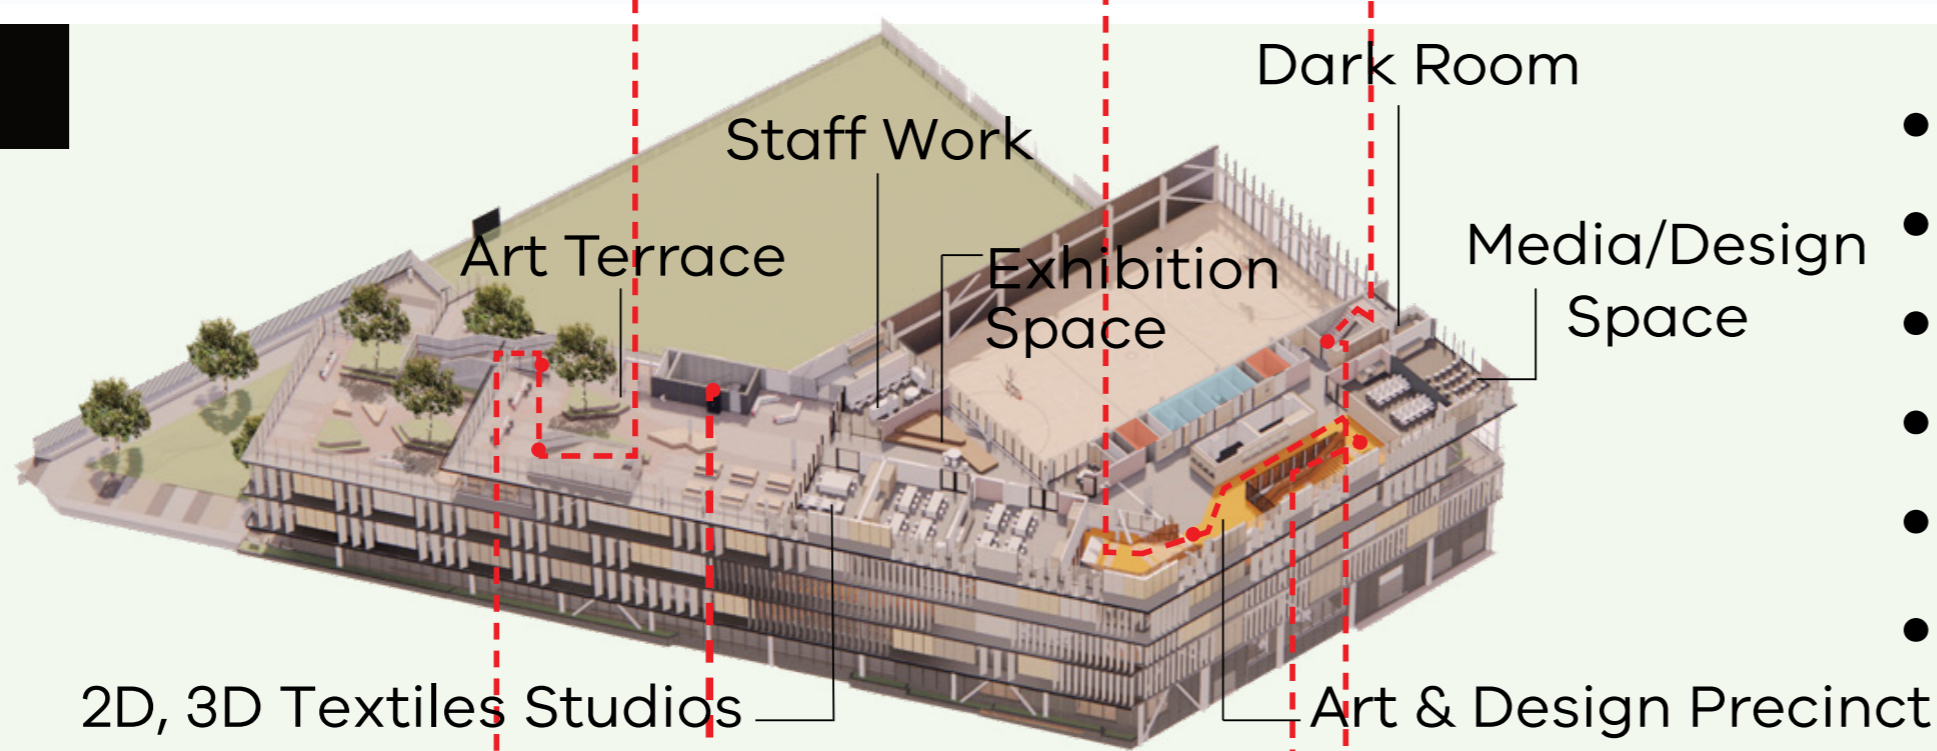 Dark Room
Staff Work
Media/Design
Space
Art Terrace
Exhibition
Space
2D, 3D Textiles Studios
Art & Design Precinct